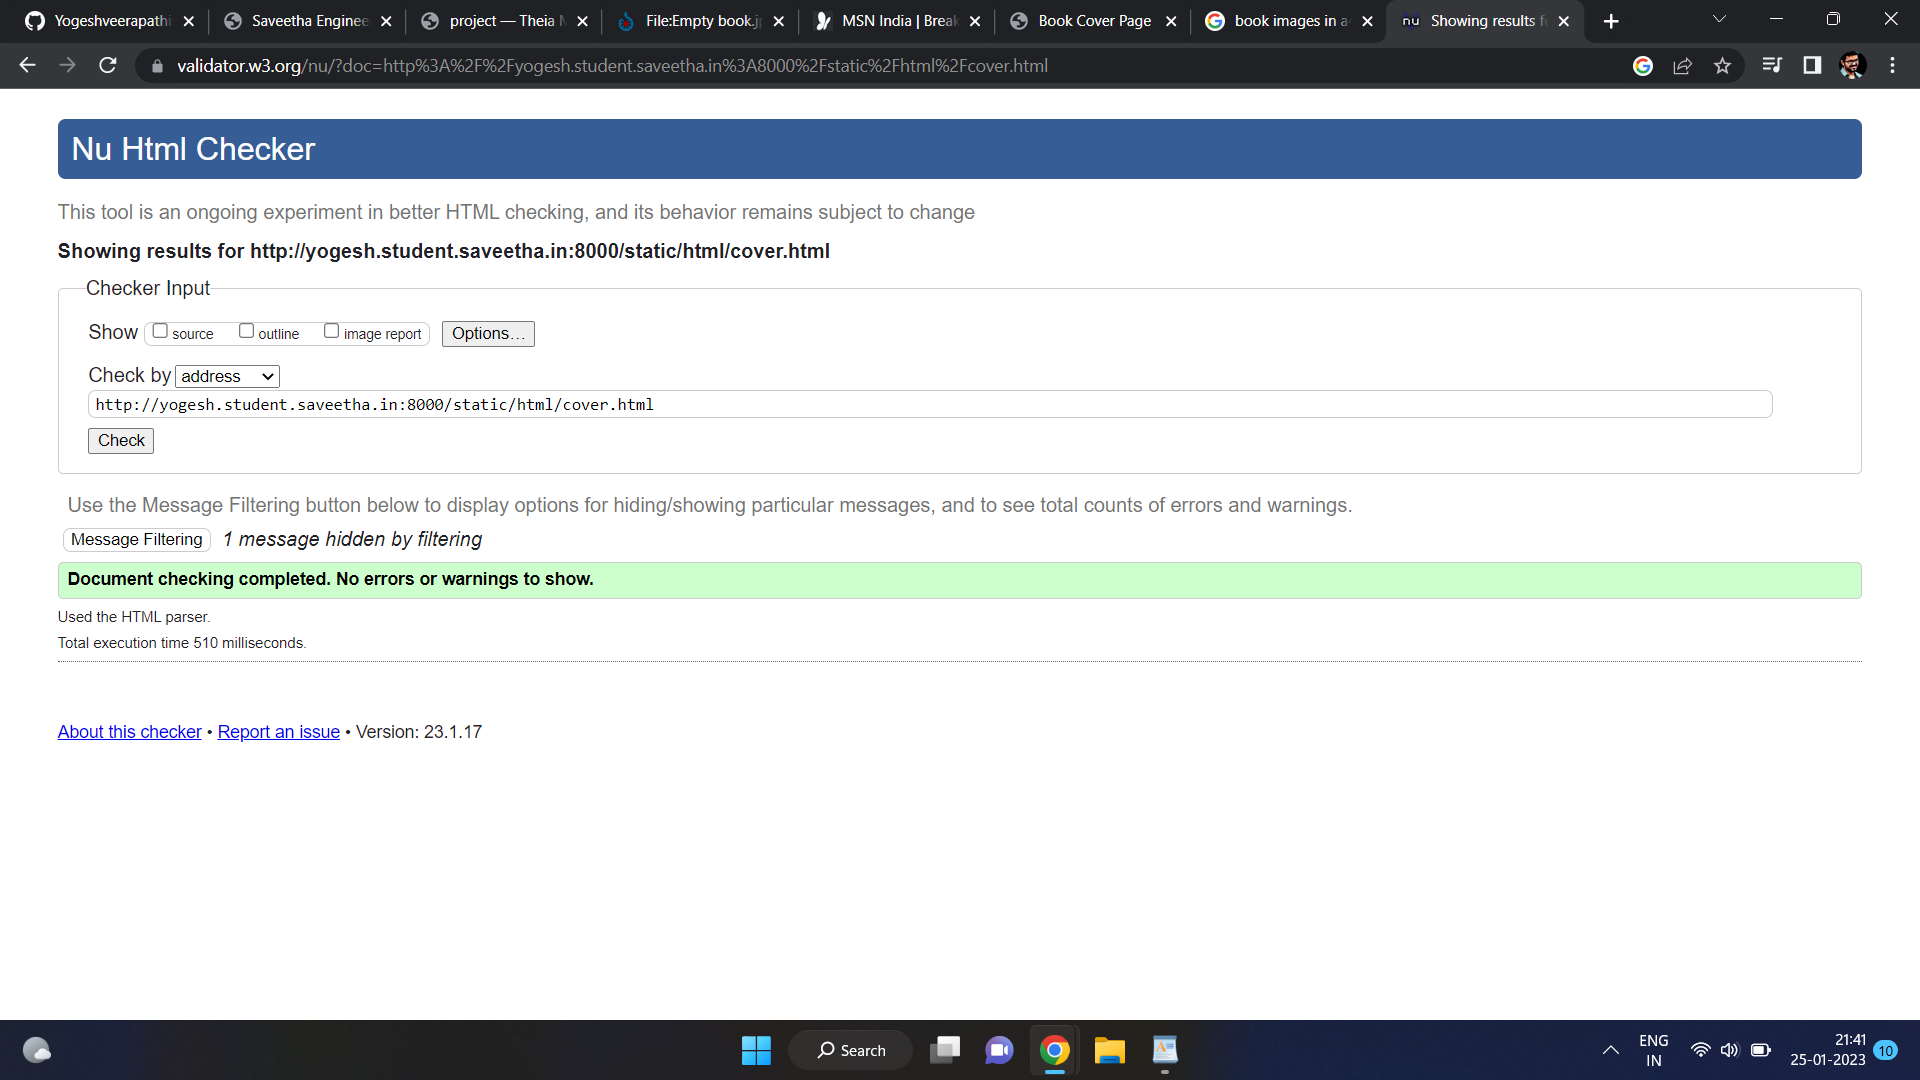 Yogeshveerapathi
Saveetha Enginee
project — Theia
File:Empty book.j
MSN India | Break
Book Cover Page
book images in a
nu
Showing results f
validator.w3.org/nu/?doc=http%3A%2F%2Fyogesh.student.saveetha.in%3A8000%2Fstatic%2Fhtml%2Fcover.html
Nu Html Checker
This tool is an ongoing experiment in better HTML checking, and its behavior remains subject to change
Showing results for http://yogesh.student.saveetha.in:8000/static/html/cover.html
Checker Input
Show source outline image report Options...
Check by address
http://yogesh.student.saveetha.in:8000/static/html/cover.html
Check
Use the Message Filtering button below to display options for hiding/showing particular messages, and to see total counts of errors and warnings.
Message Filtering 1 message hidden by filtering
Document checking completed. No errors or warnings to show.
Used the HTML parser.
Total execution time 510 milliseconds.
About this checker • Report an issue • Version: 23.1.17
Search
ENG
IN
21:41
25-01-2023
10